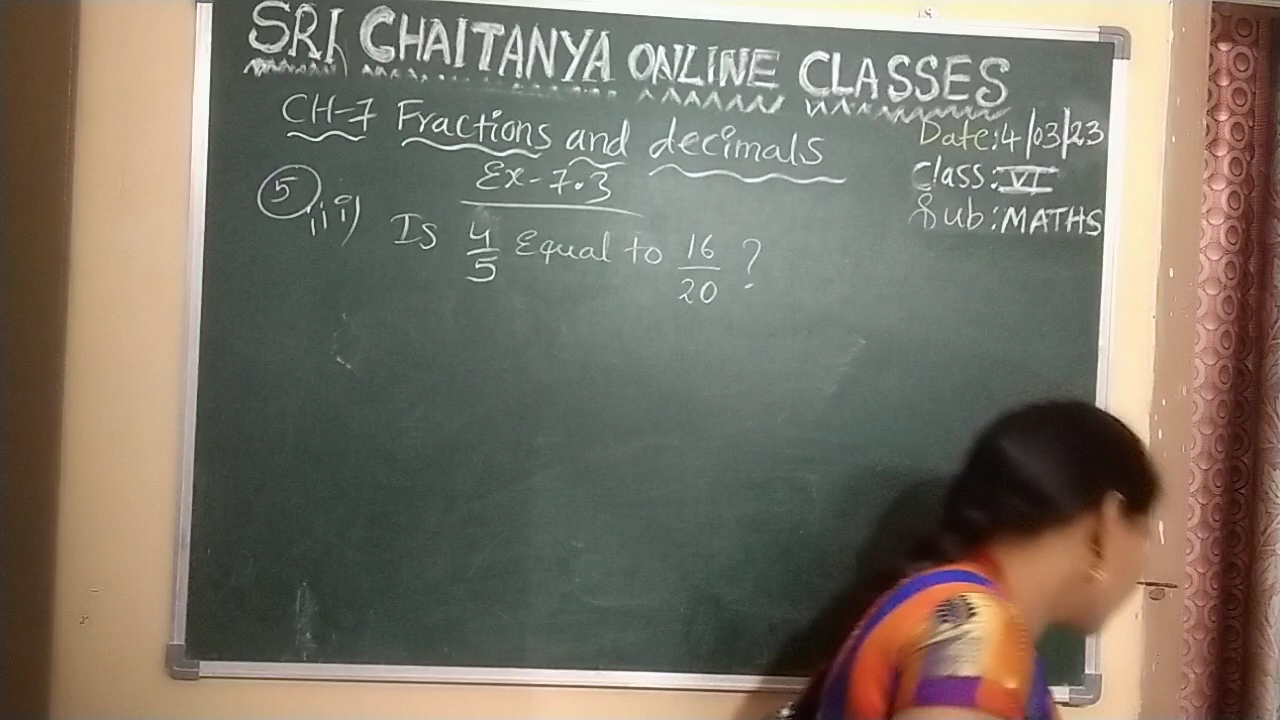 SRI CHAITANYA ONLINE CLASSES
CH-7 Fractions and decimals
Date:4/03/23
Class:VI
Sub:MATHS
Ex-7.3
5 iii) Is 4/5 Equal to 16/20 ?